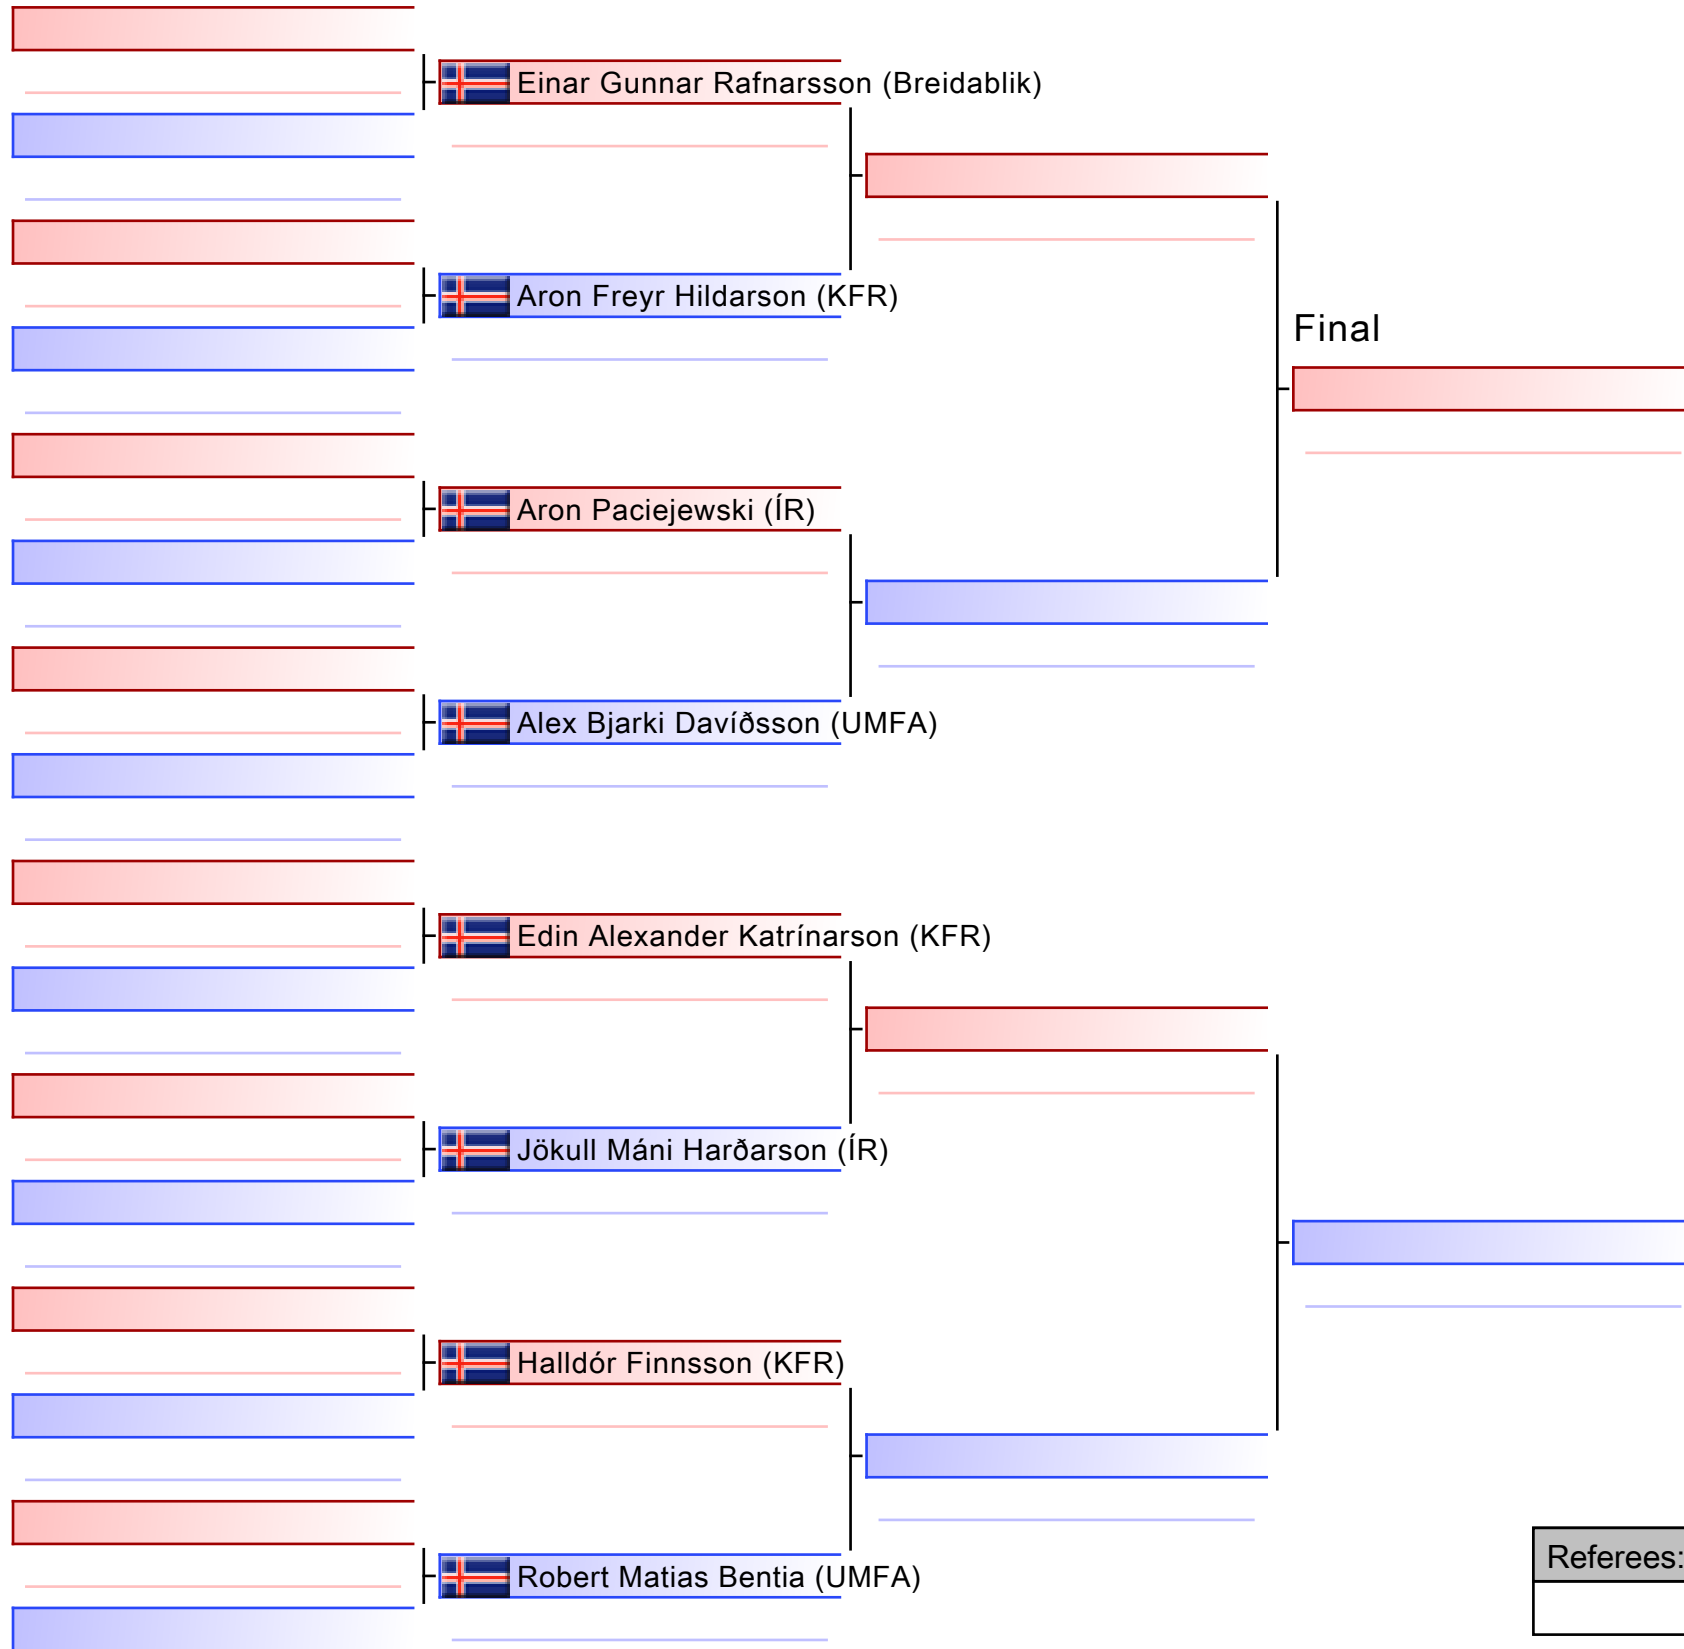 Einar Gunnar Rafnarsson (Breidablik)
Aron Freyr Hildarson (KFR)
Final
Aron Paciejewski (ÍR)
Alex Bjarki Davíðsson (UMFA)
Edin Alexander Katrínarson (KFR)
Jökull Máni Harðarson (ÍR)
Halldór Finnsson (KFR)
Referees:
Robert Matias Bentia (UMFA)